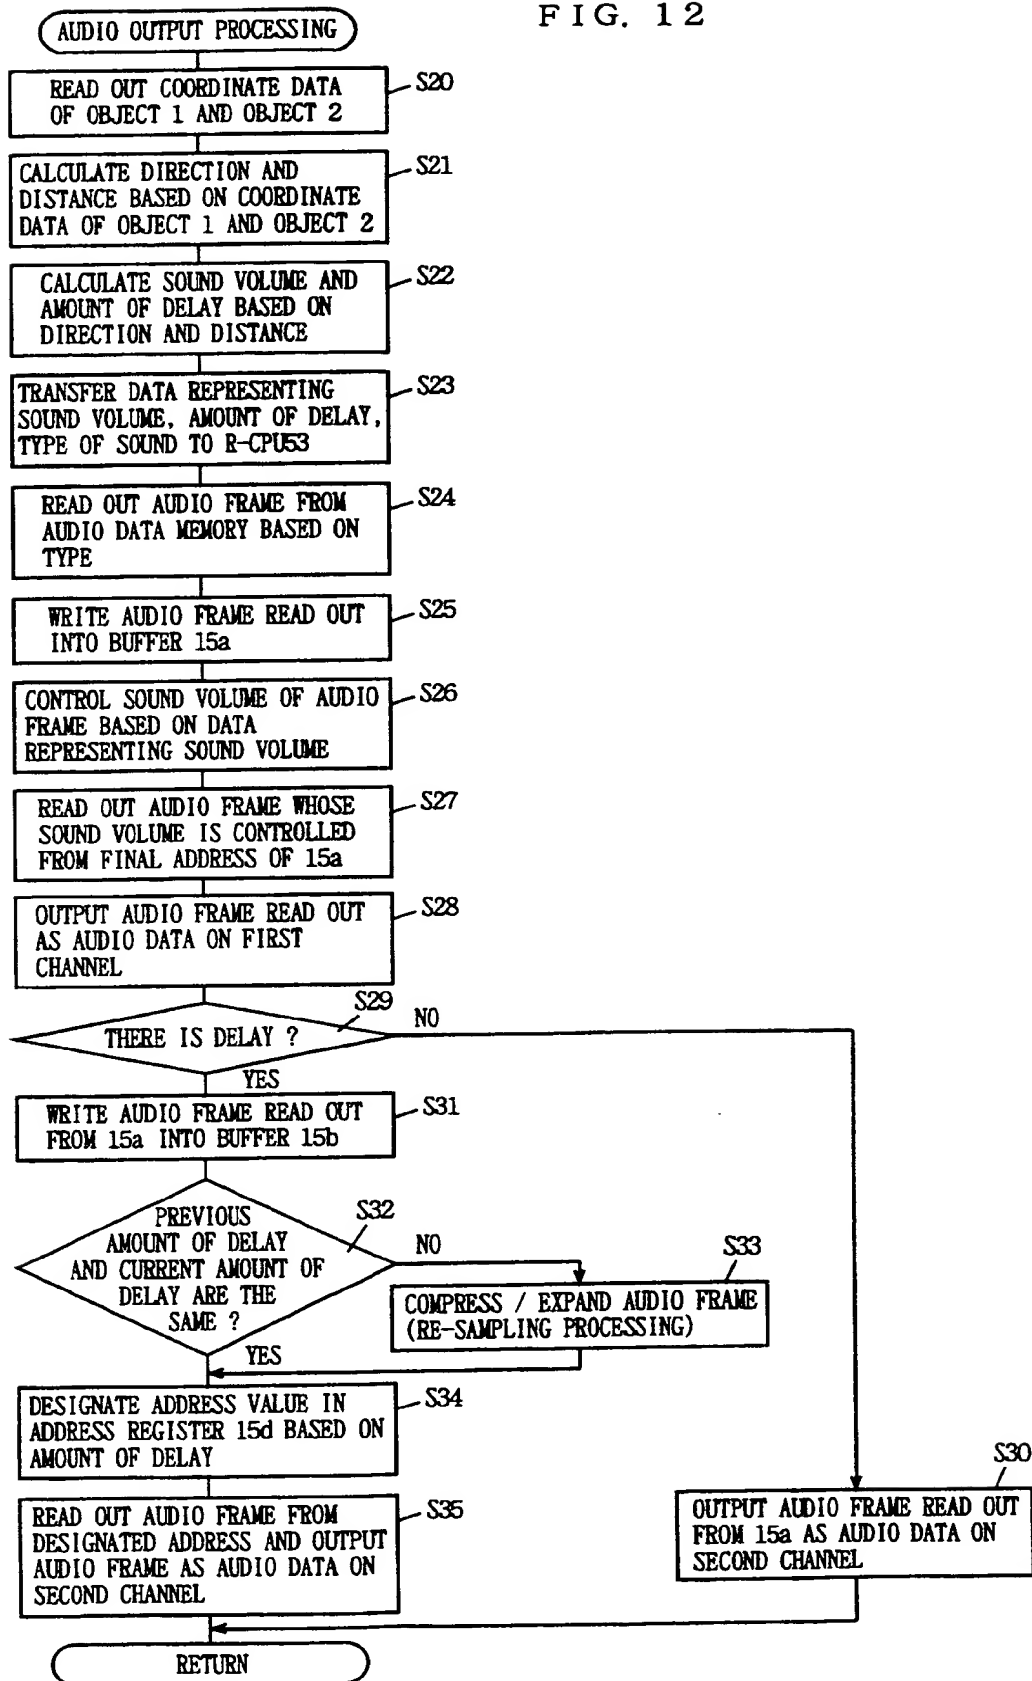 FIG. 12
AUDIO OUTPUT PROCESSING
S20
READ OUT COORDINATE DATA
OF OBJECT 1 AND OBJECT 2
S21
CALCULATE DIRECTION AND
DISTANCE BASED ON COORDINATE
DATA OF OBJECT 1 AND OBJECT 2
S22
CALCULATE SOUND VOLUME AND
AMOUNT OF DELAY BASED ON
DIRECTION AND DISTANCE
S23
TRANSFER DATA REPRESENTING
SOUND VOLUME, AMOUNT OF DELAY,
TYPE OF SOUND TO R-CPU53
S24
READ OUT AUDIO FRAME FROM
AUDIO DATA MEMORY BASED ON
TYPE
S25
WRITE AUDIO FRAME READ OUT
INTO BUFFER 15a
S26
CONTROL SOUND VOLUME OF AUDIO
FRAME BASED ON DATA
REPRESENTING SOUND VOLUME
S27
READ OUT AUDIO FRAME WHOSE
SOUND VOLUME IS CONTROLLED
FROM FINAL ADDRESS OF 15a
S28
OUTPUT AUDIO FRAME READ OUT
AS AUDIO DATA ON FIRST
CHANNEL
S29
THERE IS DELAY ?
NO
YES
S31
WRITE AUDIO FRAME READ OUT
FROM 15a INTO BUFFER 15b
S32
PREVIOUS
AMOUNT OF DELAY
AND CURRENT AMOUNT OF
DELAY ARE THE
SAME ?
NO
S33
COMPRESS / EXPAND AUDIO FRAME
(RE-SAMPLING PROCESSING)
YES
S34
DESIGNATE ADDRESS VALUE IN
ADDRESS REGISTER 15d BASED ON
AMOUNT OF DELAY
S35
READ OUT AUDIO FRAME FROM
DESIGNATED ADDRESS AND OUTPUT
AUDIO FRAME AS AUDIO DATA ON
SECOND CHANNEL
S30
OUTPUT AUDIO FRAME READ OUT
FROM 15a AS AUDIO DATA ON
SECOND CHANNEL
RETURN